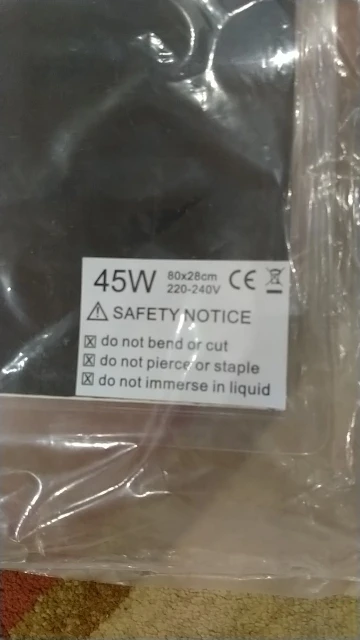 45W 80x28cm CE
220-240V
SAFETY NOTICE
do not bend or cut
do not pierce or staple
do not immerse in liquid